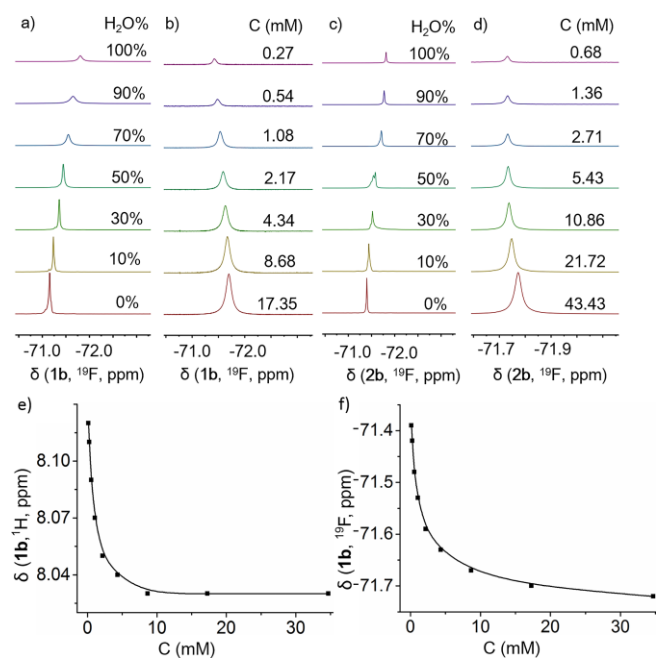 a) H₂O%
100%
90%
70%
50%
30%
10%
0%
-71.0 -72.0
δ (1b, ¹⁹F, ppm)
b) C (mM)
0.27
0.54
1.08
2.17
4.34
8.68
17.35
-71.0 -72.0
δ (1b, ¹⁹F, ppm)
c) H₂O%
100%
90%
70%
50%
30%
10%
0%
-71.0 -72.0
δ (2b, ¹⁹F, ppm)
d) C (mM)
0.68
1.36
2.71
5.43
10.86
21.72
43.43
-71.7 -71.9
δ (2b, ¹⁹F, ppm)
e)
δ (1b,¹H, ppm)
8.10
8.07
8.04
0 10 20 30
C (mM)
f)
δ (1b, ¹⁹F, ppm)
-71.4
-71.5
-71.6
-71.7
0 10 20 30
C (mM)